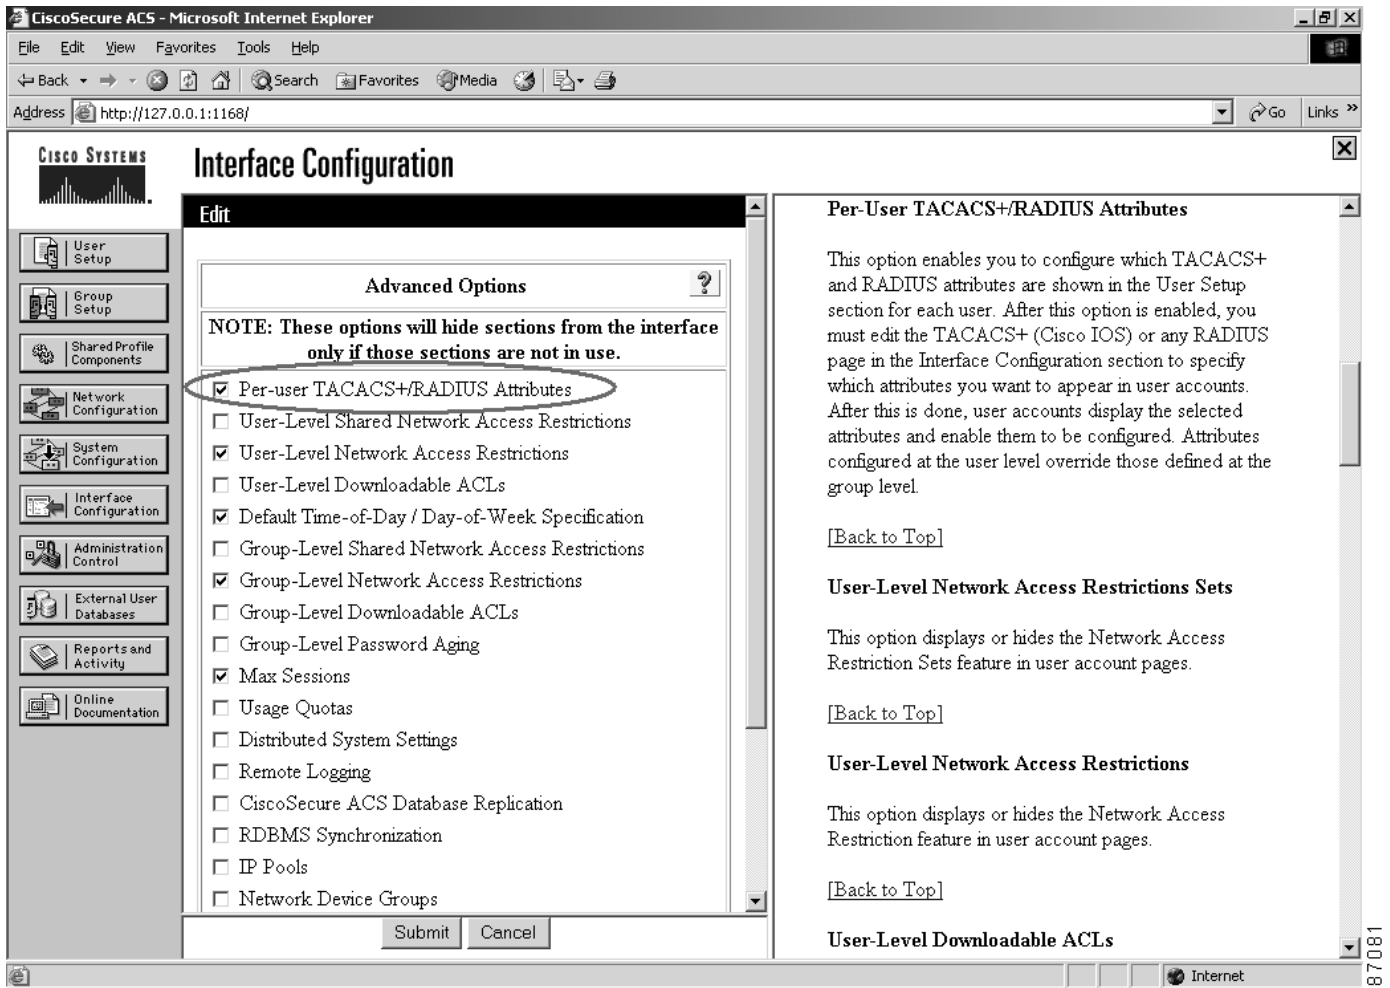 CiscoSecure ACS - Microsoft Internet Explorer
File Edit View Favorites Tools Help
Back Search Favorites Media
Address http://127.0.0.1:1168/ Go Links »
CISCO SYSTEMS
Interface Configuration
User
Setup
Group
Setup
Shared Profile
Components
Network
Configuration
System
Configuration
Interface
Configuration
Administration
Control
External User
Databases
Reports and
Activity
Online
Documentation
Edit
Advanced Options ?
NOTE: These options will hide sections from the interface
only if those sections are not in use.
Per-user TACACS+/RADIUS Attributes
User-Level Shared Network Access Restrictions
User-Level Network Access Restrictions
User-Level Downloadable ACLs
Default Time-of-Day / Day-of-Week Specification
Group-Level Shared Network Access Restrictions
Group-Level Network Access Restrictions
Group-Level Downloadable ACLs
Group-Level Password Aging
Max Sessions
Usage Quotas
Distributed System Settings
Remote Logging
CiscoSecure ACS Database Replication
RDBMS Synchronization
IP Pools
Network Device Groups
Submit Cancel
Per-User TACACS+/RADIUS Attributes
This option enables you to configure which TACACS+
and RADIUS attributes are shown in the User Setup
section for each user. After this option is enabled, you
must edit the TACACS+ (Cisco IOS) or any RADIUS
page in the Interface Configuration section to specify
which attributes you want to appear in user accounts.
After this is done, user accounts display the selected
attributes and enable them to be configured. Attributes
configured at the user level override those defined at the
group level.
[Back to Top]
User-Level Network Access Restrictions Sets
This option displays or hides the Network Access
Restriction Sets feature in user account pages.
[Back to Top]
User-Level Network Access Restrictions
This option displays or hides the Network Access
Restriction feature in user account pages.
[Back to Top]
User-Level Downloadable ACLs
Internet
87081